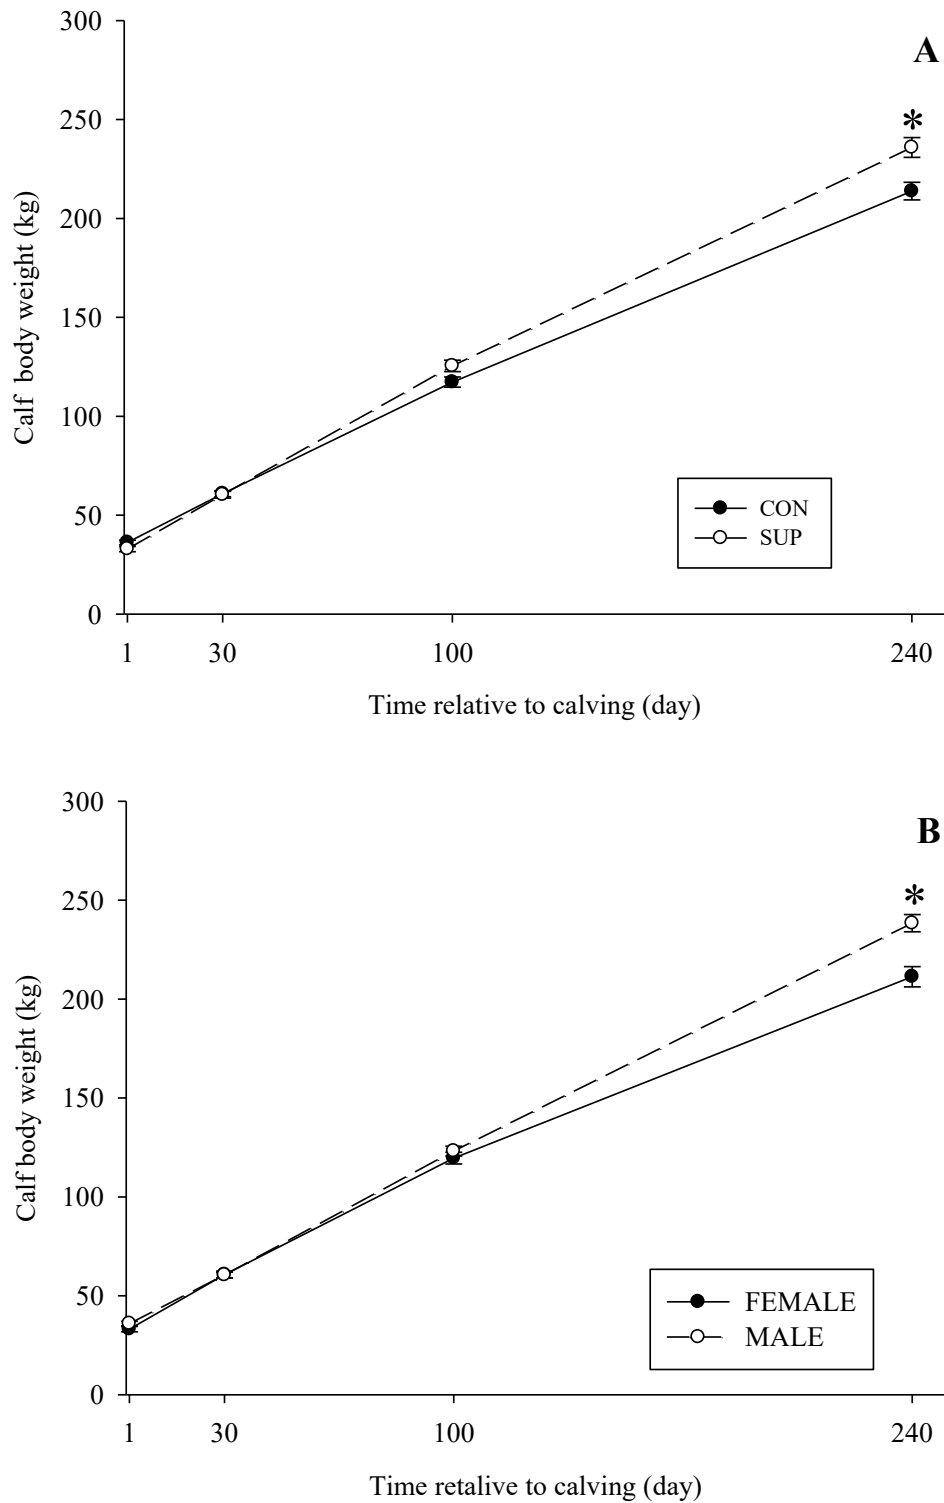 A
*
300
250
200
150
100
50
0
Calf body weight (kg)
CON
SUP
1 30 100 240
Time relative to calving (day)
B
*
300
250
200
150
100
50
0
Calf body weight (kg)
FEMALE
MALE
1 30 100 240
Time retalive to calving (day)